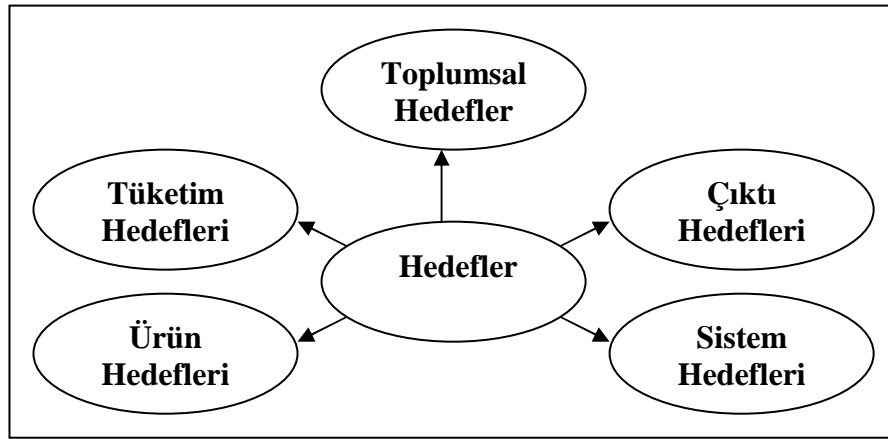 Toplumsal
Hedefler
Tüketim
Hedefleri
Çıktı
Hedefleri
Hedefler
Ürün
Hedefleri
Sistem
Hedefleri